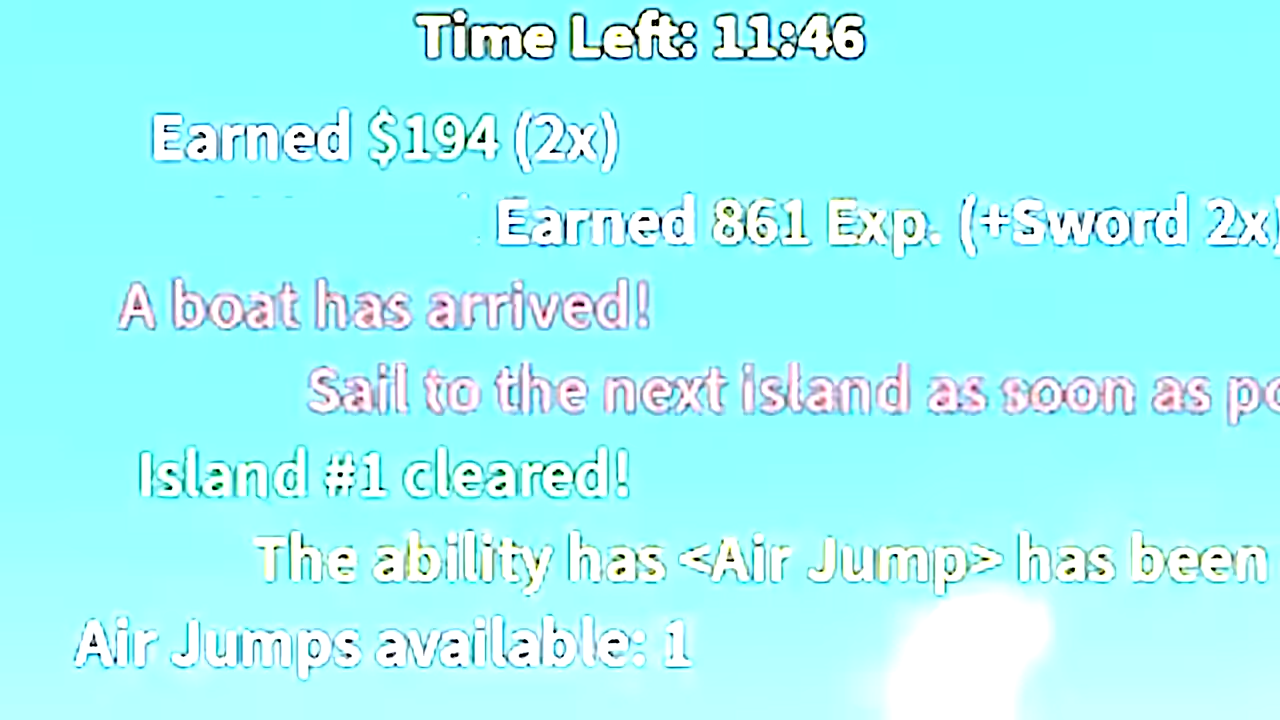 Time Left: 11:46
Earned $194 (2x)
Earned 861 Exp. (+Sword 2x)
A boat has arrived!
Sail to the next island as soon as po
Island #1 cleared!
The ability has <Air Jump> has been
Air Jumps available: 1